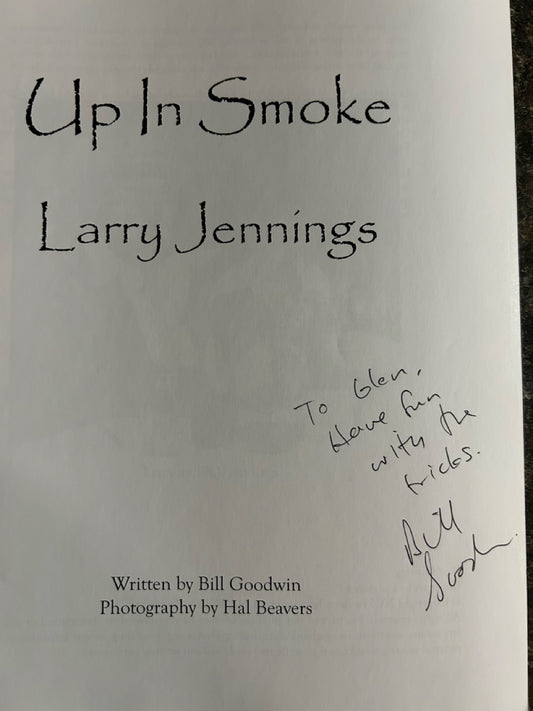 Up In Smoke
Larry Jennings
To Glen,
Have fun
with the
tricks.
Bill
Goodwin
Written by Bill Goodwin
Photography by Hal Beavers